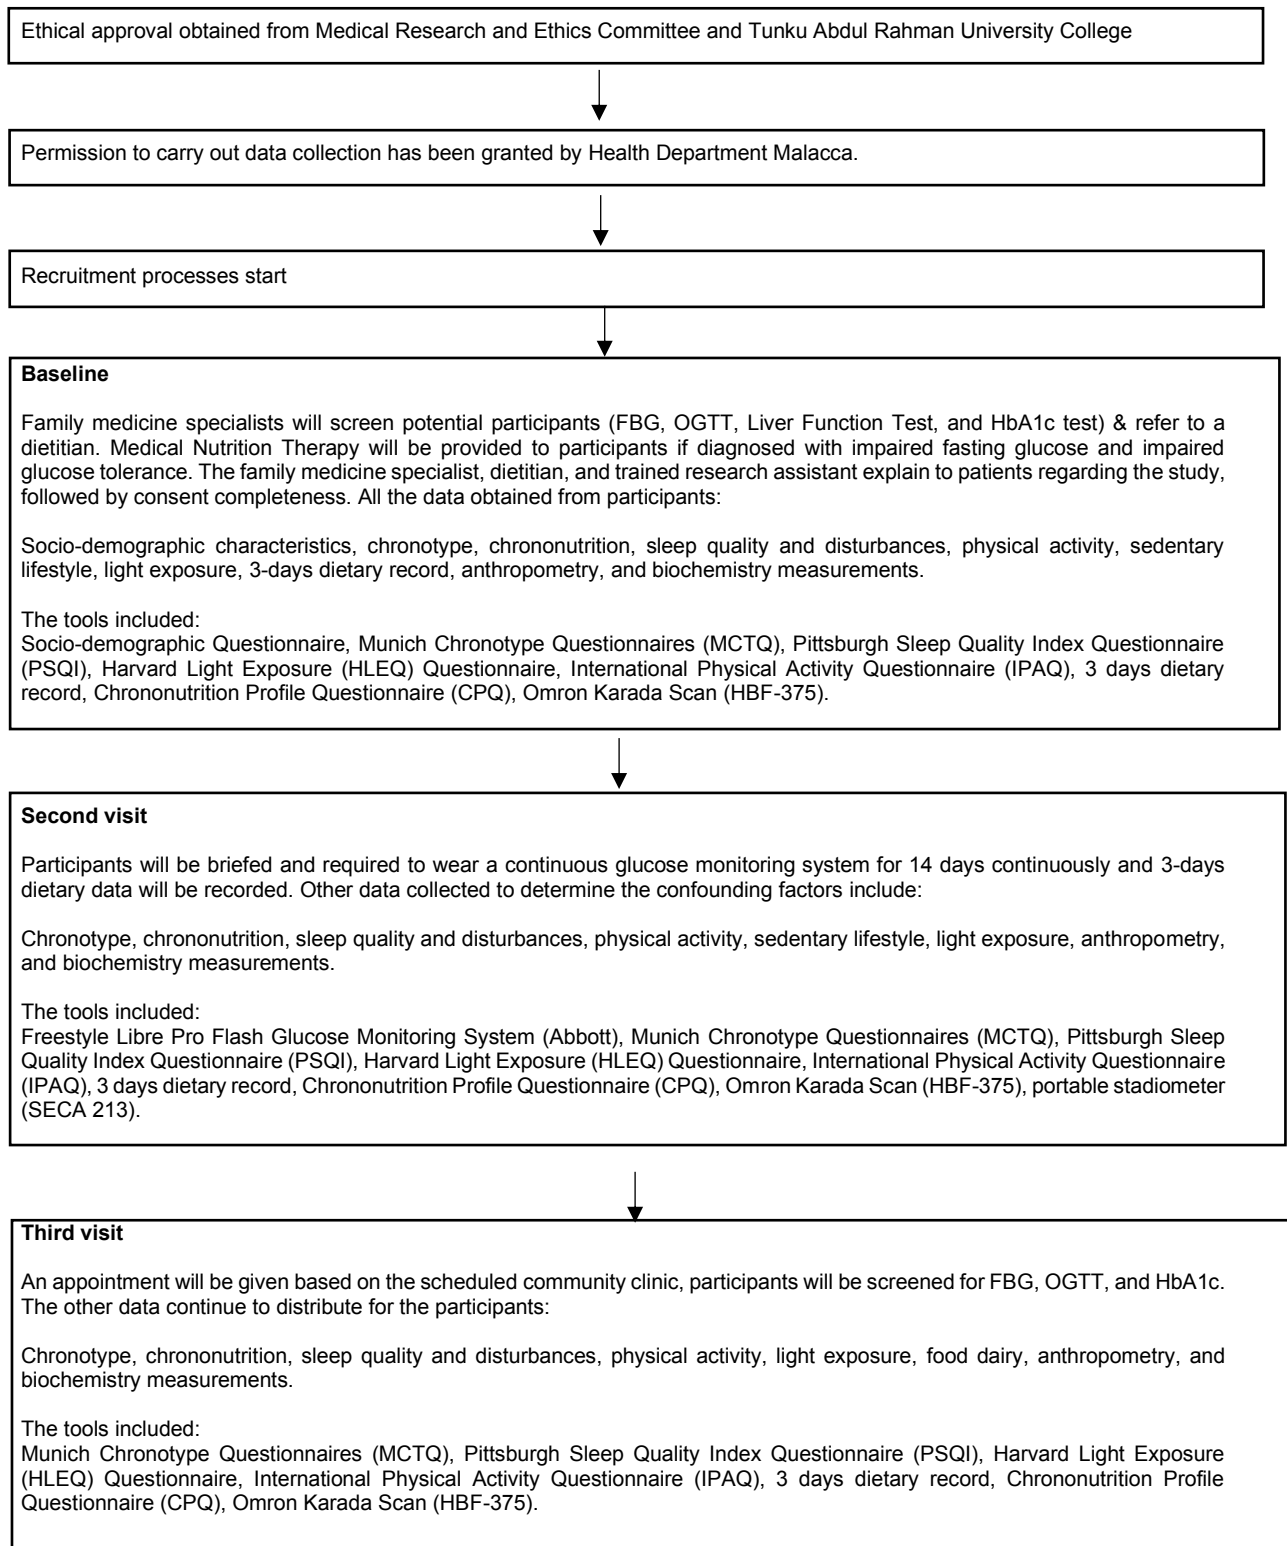 Ethical approval obtained from Medical Research and Ethics Committee and Tunku Abdul Rahman University College
Permission to carry out data collection has been granted by Health Department Malacca.
Recruitment processes start
Baseline
Family medicine specialists will screen potential participants (FBG, OGTT, Liver Function Test, and HbA1c test) & refer to a
dietitian. Medical Nutrition Therapy will be provided to participants if diagnosed with impaired fasting glucose and impaired
glucose tolerance. The family medicine specialist, dietitian, and trained research assistant explain to patients regarding the study,
followed by consent completeness. All the data obtained from participants:
Socio-demographic characteristics, chronotype, chrononutrition, sleep quality and disturbances, physical activity, sedentary
lifestyle, light exposure, 3-days dietary record, anthropometry, and biochemistry measurements.
The tools included:
Socio-demographic Questionnaire, Munich Chronotype Questionnaires (MCTQ), Pittsburgh Sleep Quality Index Questionnaire
(PSQI), Harvard Light Exposure (HLEQ) Questionnaire, International Physical Activity Questionnaire (IPAQ), 3 days dietary
record, Chrononutrition Profile Questionnaire (CPQ), Omron Karada Scan (HBF-375).
Second visit
Participants will be briefed and required to wear a continuous glucose monitoring system for 14 days continuously and 3-days
dietary data will be recorded. Other data collected to determine the confounding factors include:
Chronotype, chrononutrition, sleep quality and disturbances, physical activity, sedentary lifestyle, light exposure, anthropometry,
and biochemistry measurements.
The tools included:
Freestyle Libre Pro Flash Glucose Monitoring System (Abbott), Munich Chronotype Questionnaires (MCTQ), Pittsburgh Sleep
Quality Index Questionnaire (PSQI), Harvard Light Exposure (HLEQ) Questionnaire, International Physical Activity Questionnaire
(IPAQ), 3 days dietary record, Chrononutrition Profile Questionnaire (CPQ), Omron Karada Scan (HBF-375), portable stadiometer
(SECA 213).
Third visit
An appointment will be given based on the scheduled community clinic, participants will be screened for FBG, OGTT, and HbA1c.
The other data continue to distribute for the participants:
Chronotype, chrononutrition, sleep quality and disturbances, physical activity, light exposure, food dairy, anthropometry, and
biochemistry measurements.
The tools included:
Munich Chronotype Questionnaires (MCTQ), Pittsburgh Sleep Quality Index Questionnaire (PSQI), Harvard Light Exposure
(HLEQ) Questionnaire, International Physical Activity Questionnaire (IPAQ), 3 days dietary record, Chrononutrition Profile
Questionnaire (CPQ), Omron Karada Scan (HBF-375).